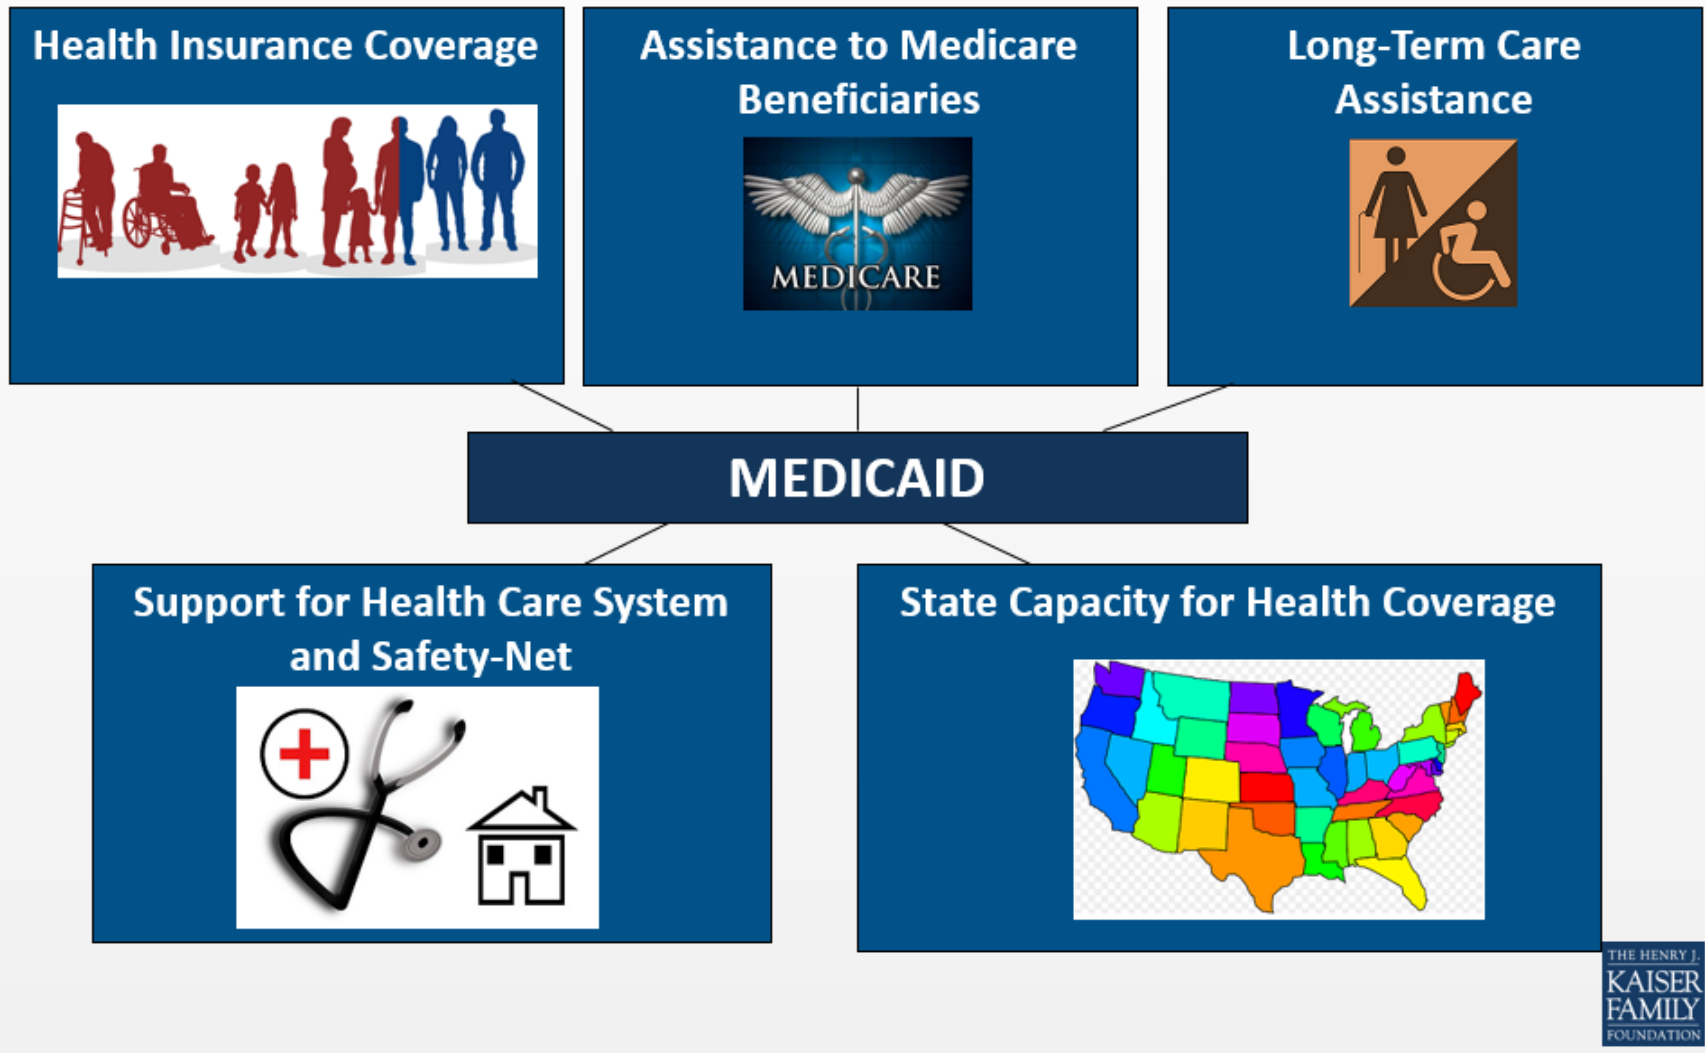 Health Insurance Coverage
Assistance to Medicare
Beneficiaries
MEDICARE
Long-Term Care
Assistance
MEDICAID
Support for Health Care System
and Safety-Net
State Capacity for Health Coverage
THE HENRY J.
KAISER
FAMILY
FOUNDATION